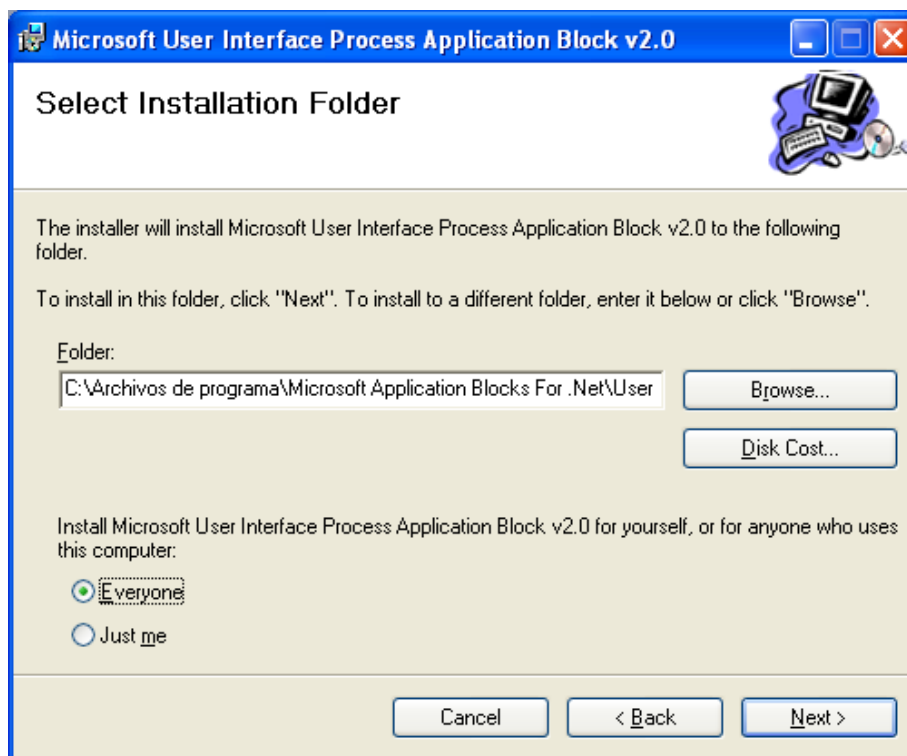 Microsoft User Interface Process Application Block v2.0
Select Installation Folder
The installer will install Microsoft User Interface Process Application Block v2.0 to the following
folder.
To install in this folder, click "Next". To install to a different folder, enter it below or click "Browse".
Folder:
C:\Archivos de programa\Microsoft Application Blocks For .Net\User
Browse...
Disk Cost...
Install Microsoft User Interface Process Application Block v2.0 for yourself, or for anyone who uses
this computer:
Everyone
Just me
Cancel < Back Next >